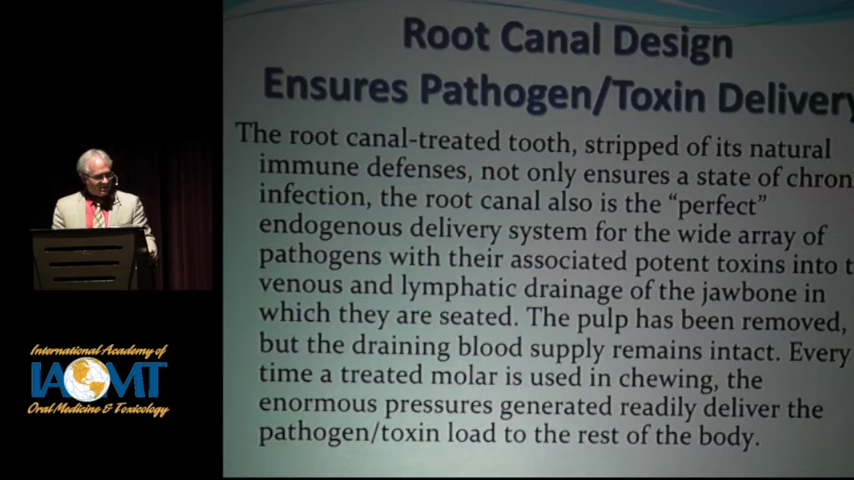 Root Canal Design
Ensures Pathogen/Toxin Delivery
The root canal-treated tooth, stripped of its natural
immune defenses, not only ensures a state of chron
infection, the root canal also is the “perfect”
endogenous delivery system for the wide array of
pathogens with their associated potent toxins into t
venous and lymphatic drainage of the jawbone in
which they are seated. The pulp has been removed,
but the draining blood supply remains intact. Every
time a treated molar is used in chewing, the
enormous pressures generated readily deliver the
pathogen/toxin load to the rest of the body.
International Academy of
IAOMT
Oral Medicine & Toxicology